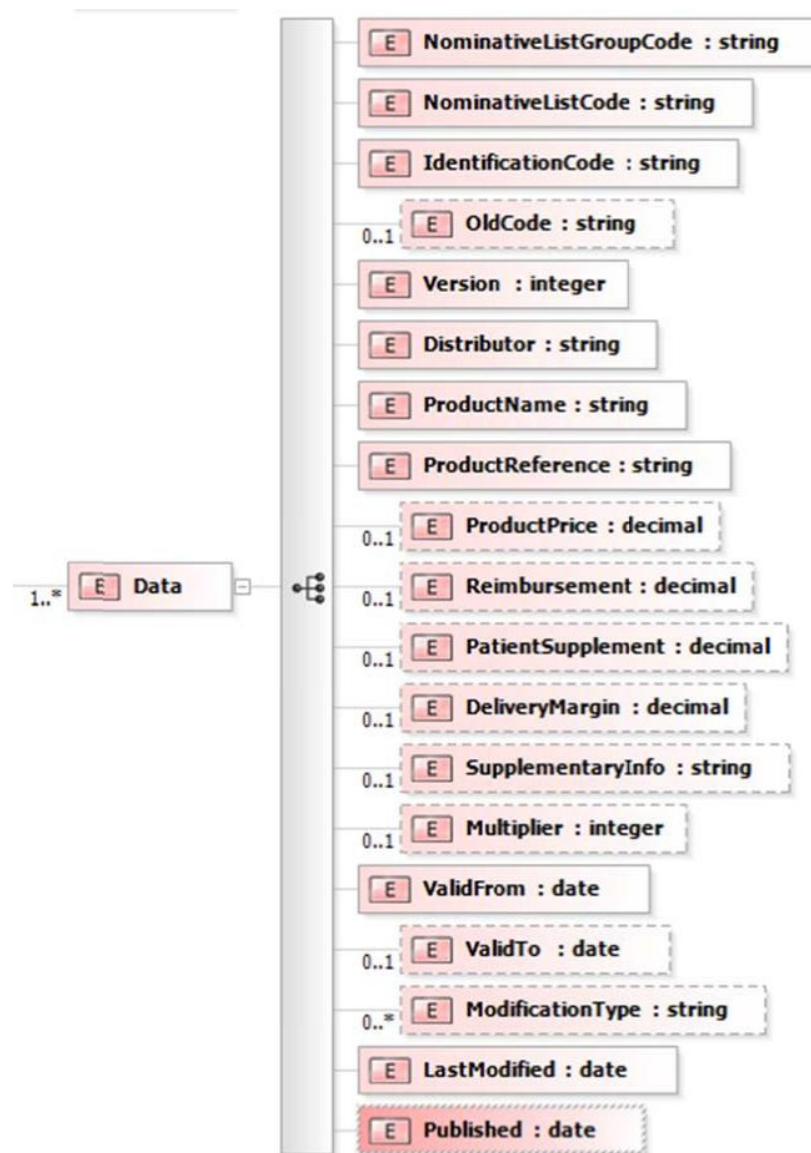 E NominativeListGroupCode : string
E NominativeListCode : string
E IdentificationCode : string
0..1 E OldCode : string
E Version : integer
E Distributor : string
E ProductName : string
E ProductReference : string
0..1 E ProductPrice : decimal
1..* E Data
0..1 E Reimbursement : decimal
0..1 E PatientSupplement : decimal
0..1 E DeliveryMargin : decimal
0..1 E SupplementaryInfo : string
0..1 E Multiplier : integer
E ValidFrom : date
0..1 E ValidTo : date
0..* E ModificationType : string
E LastModified : date
E Published : date